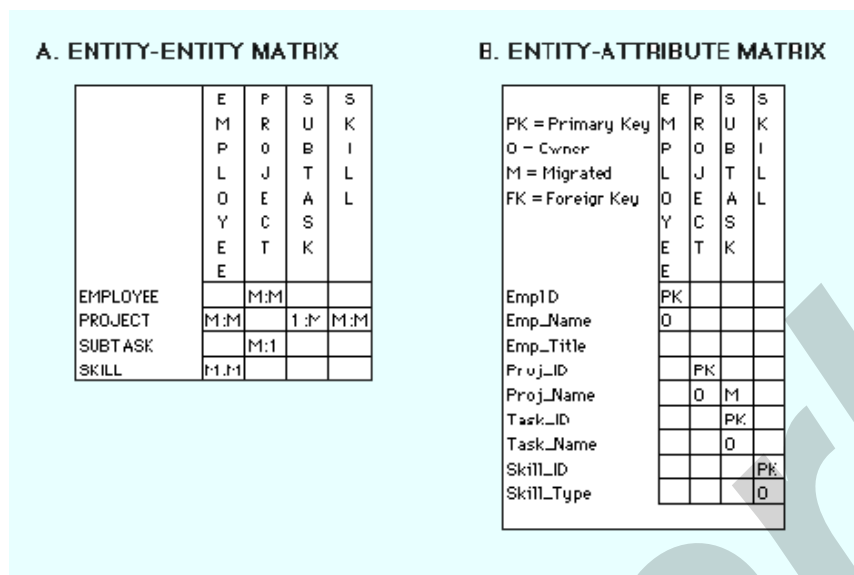 A. ENTITY-ENTITY MATRIX
EMPLOYEE PROJECT SUBTASK SKILL
EMPLOYEE M:M
PROJECT M:M 1:M M:M
SUBTASK M:1
SKILL M:M
B. ENTITY-ATTRIBUTE MATRIX
EMPLOYEE PROJECT SUBTASK SKILL
PK = Primary Key
O = Owner
M = Migrated
FK = Foreign Key
EmpID PK
Emp_Name O
Emp_Title
Proj_ID PK
Proj_Name O M
Task_ID PK
Task_Name O
Skill_ID PK
Skill_Type O